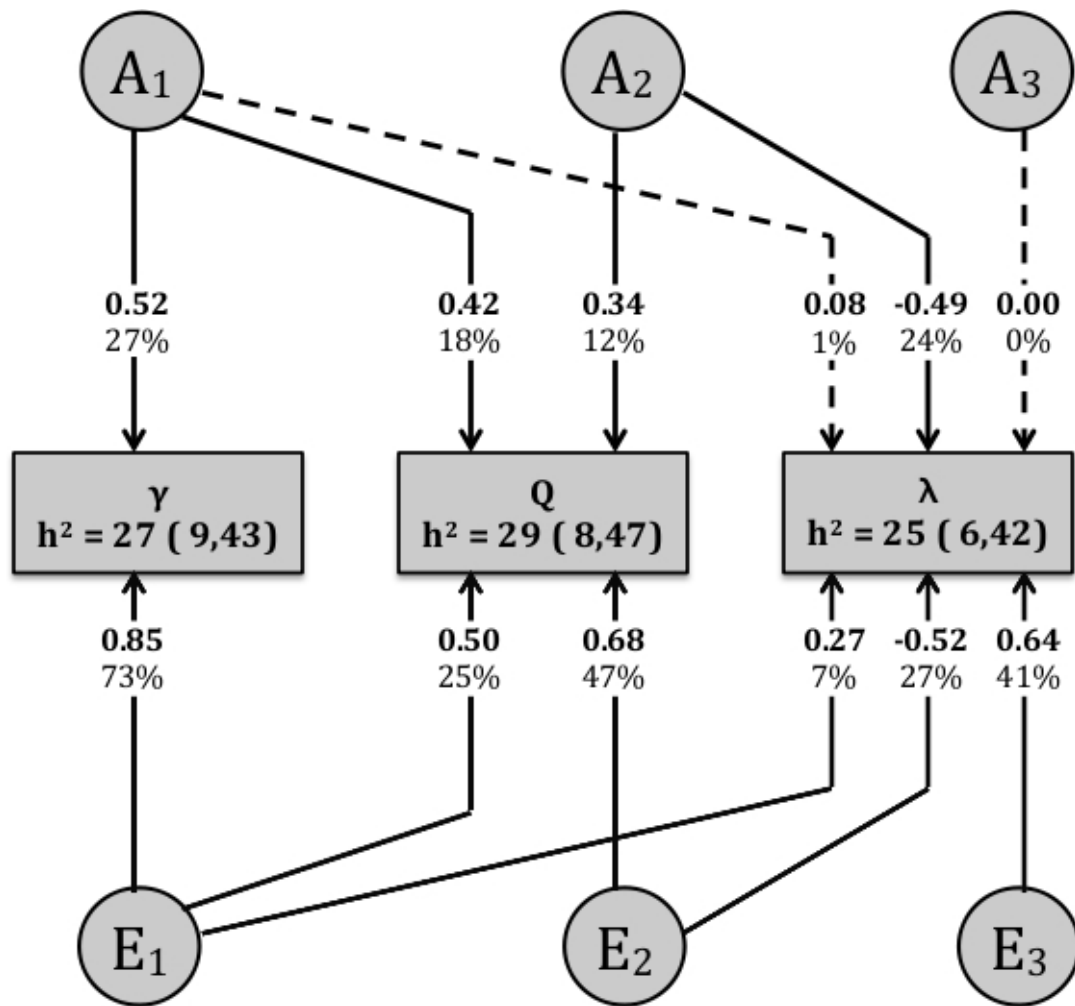 A₁ A₂ A₃
0.52 0.42 0.34 0.08 -0.49 0.00
27% 18% 12% 1% 24% 0%
γ Q λ
h² = 27 ( 9,43) h² = 29 ( 8,47) h² = 25 ( 6,42)
0.85 0.50 0.68 0.27 -0.52 0.64
73% 25% 47% 7% 27% 41%
E₁ E₂ E₃